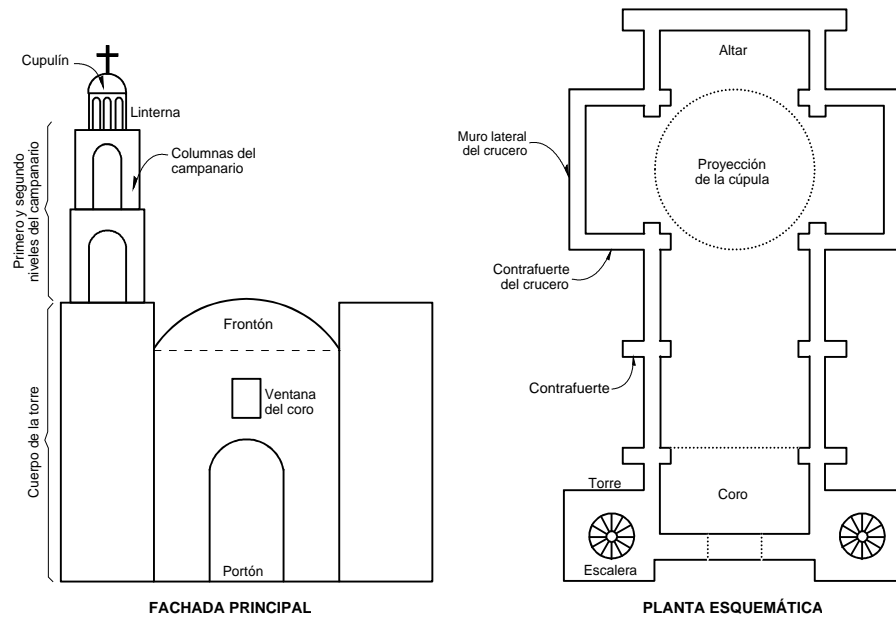 Cupulín
Linterna
Columnas del
campanario
Primero y segundo
niveles del campanario
Frontón
Ventana
del coro
Cuerpo de la torre
Portón
FACHADA PRINCIPAL
Altar
Muro lateral
del crucero
Proyección
de la cúpula
Contrafuerte
del crucero
Contrafuerte
Torre
Coro
Escalera
PLANTA ESQUEMÁTICA